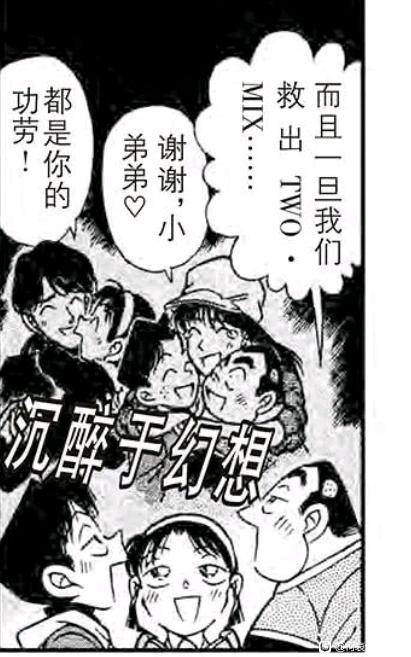 而且一旦我们
救出 TWO·
MIX……
谢谢，小
弟弟♡
都是你的
功劳！
沉醉于幻想